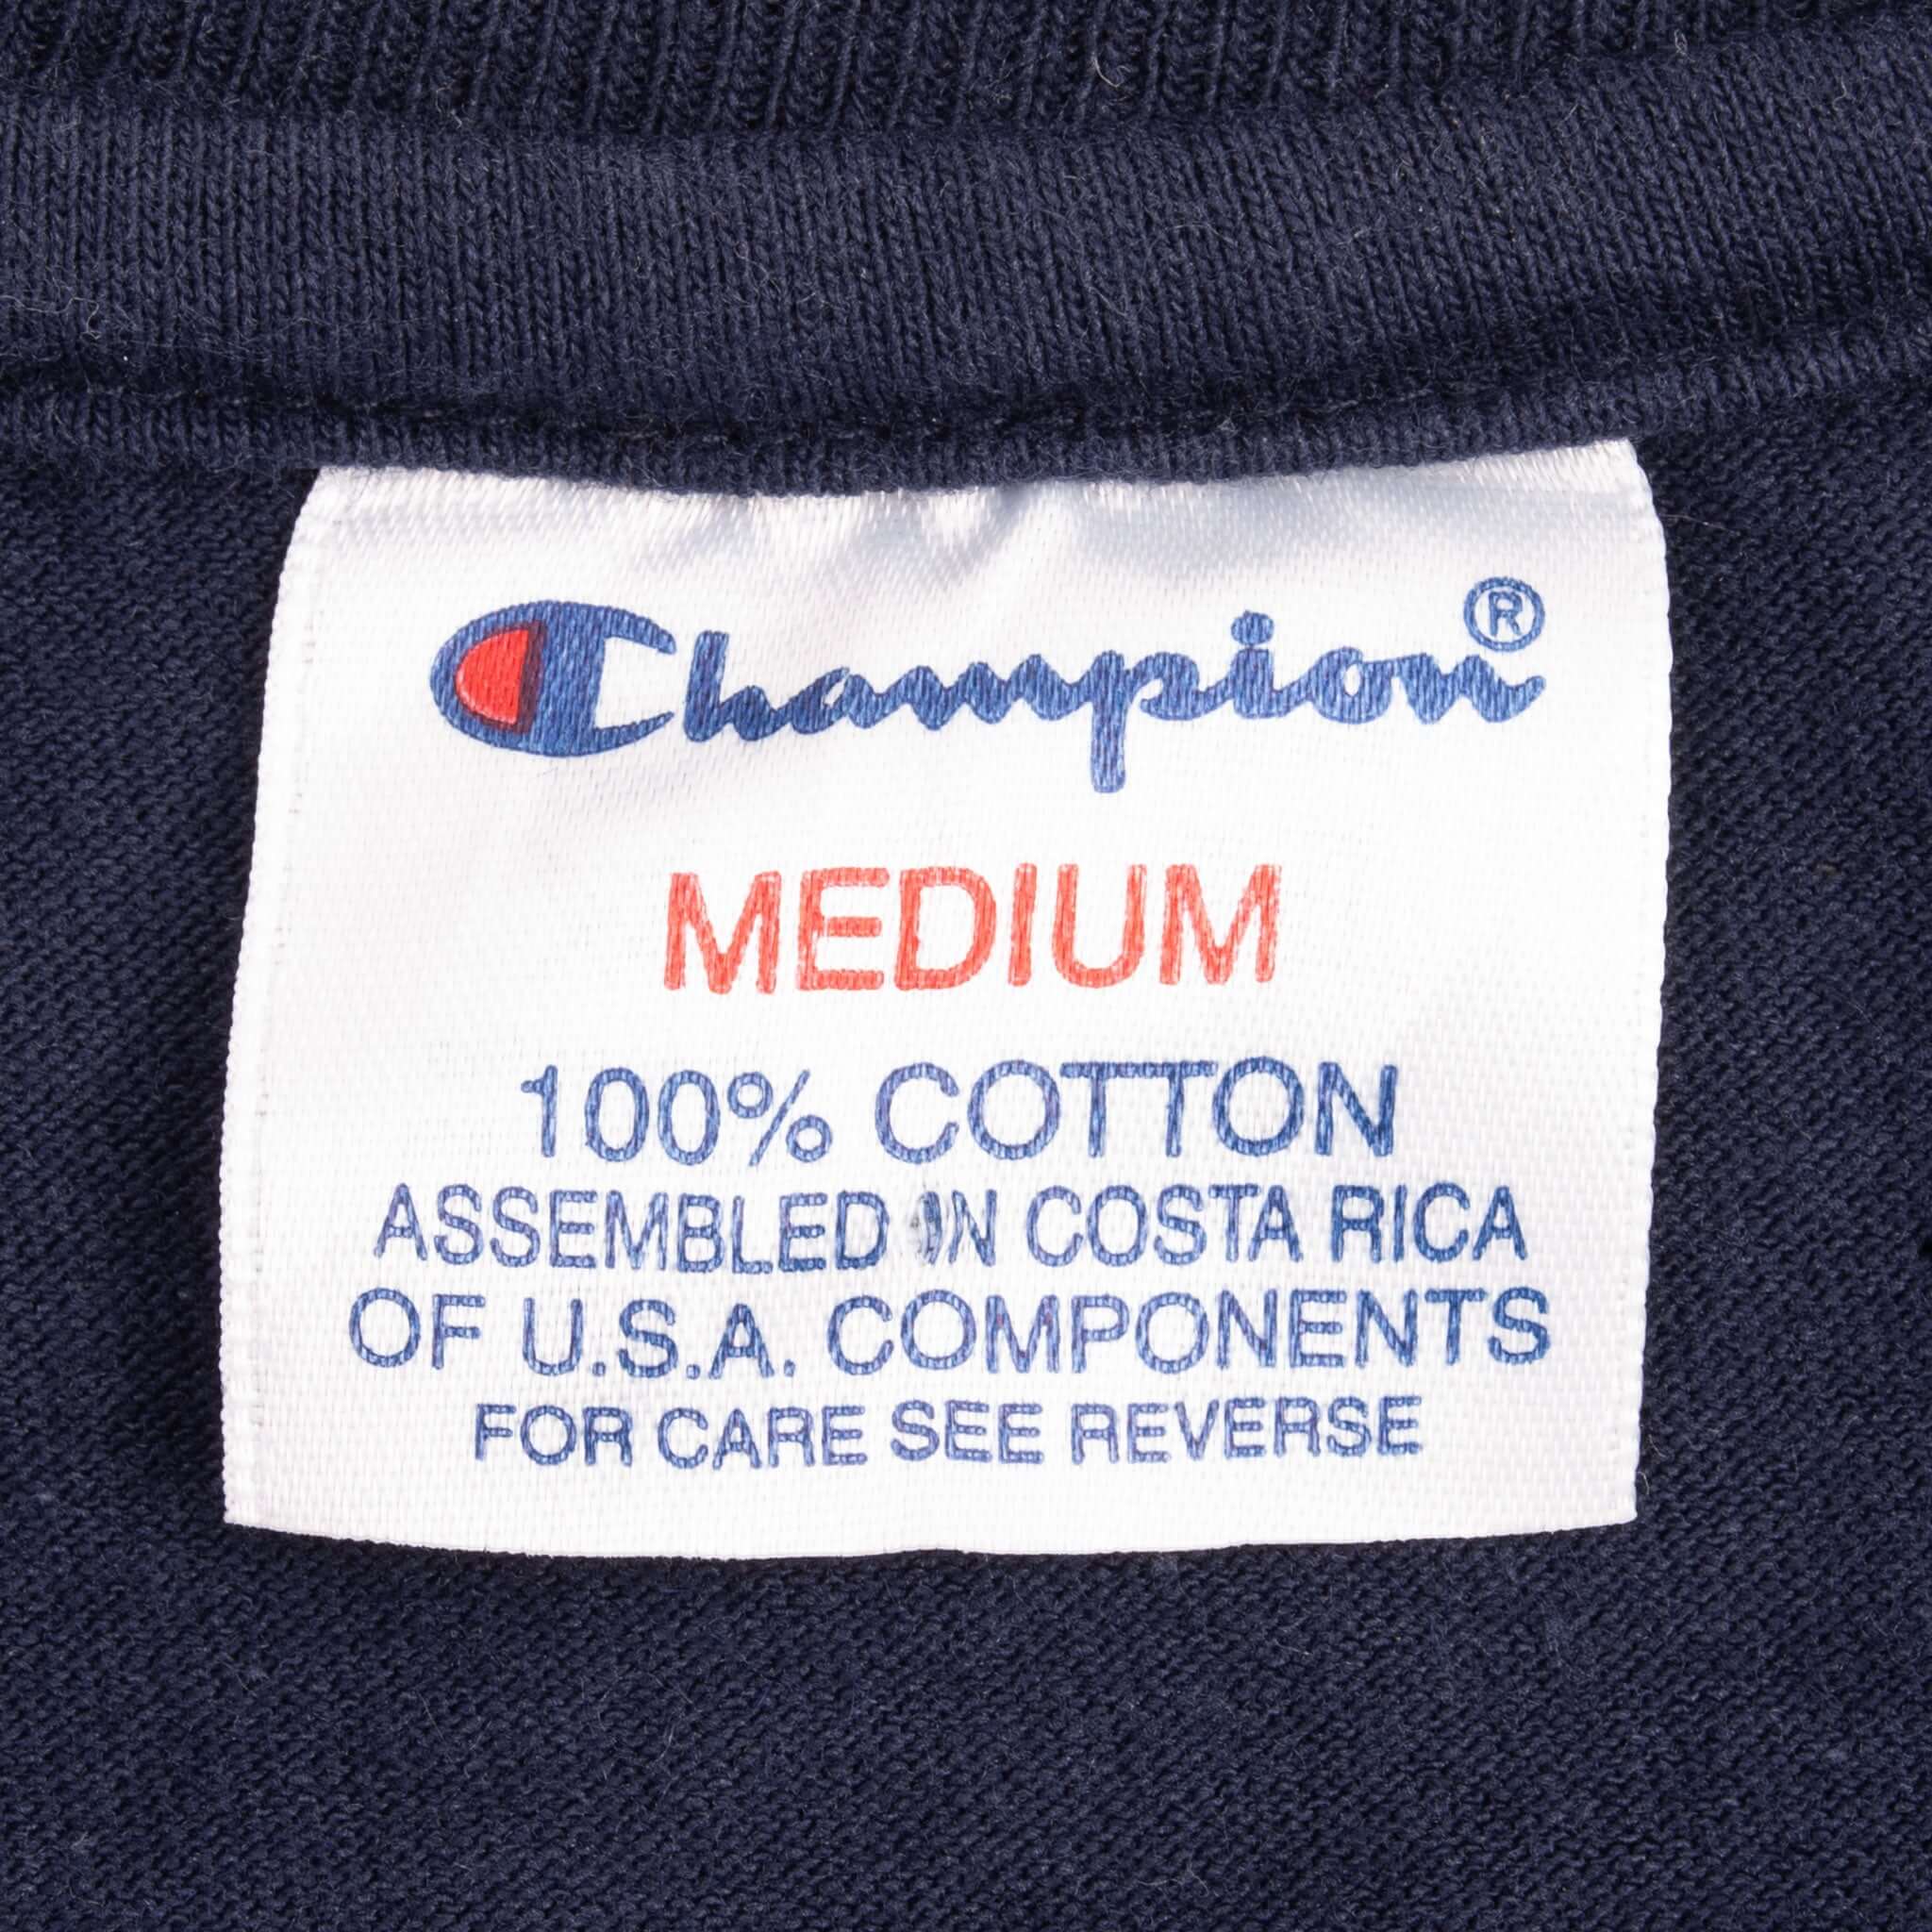 Champion®
MEDIUM
100% COTTON
ASSEMBLED IN COSTA RICA
OF U.S.A. COMPONENTS
FOR CARE SEE REVERSE